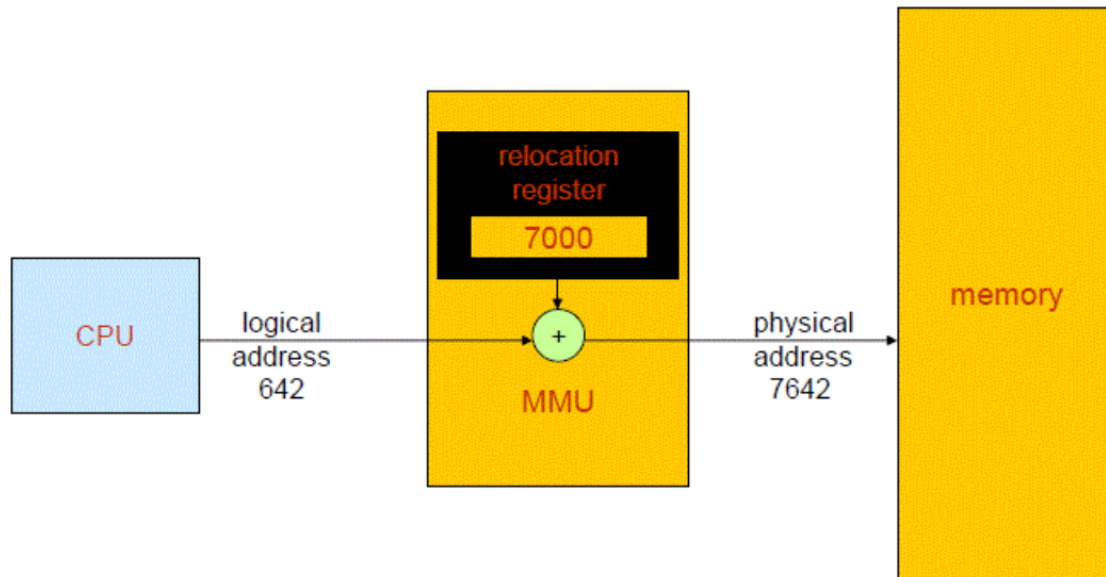 relocation
register
7000
CPU
logical
address
642
+
MMU
physical
address
7642
memory